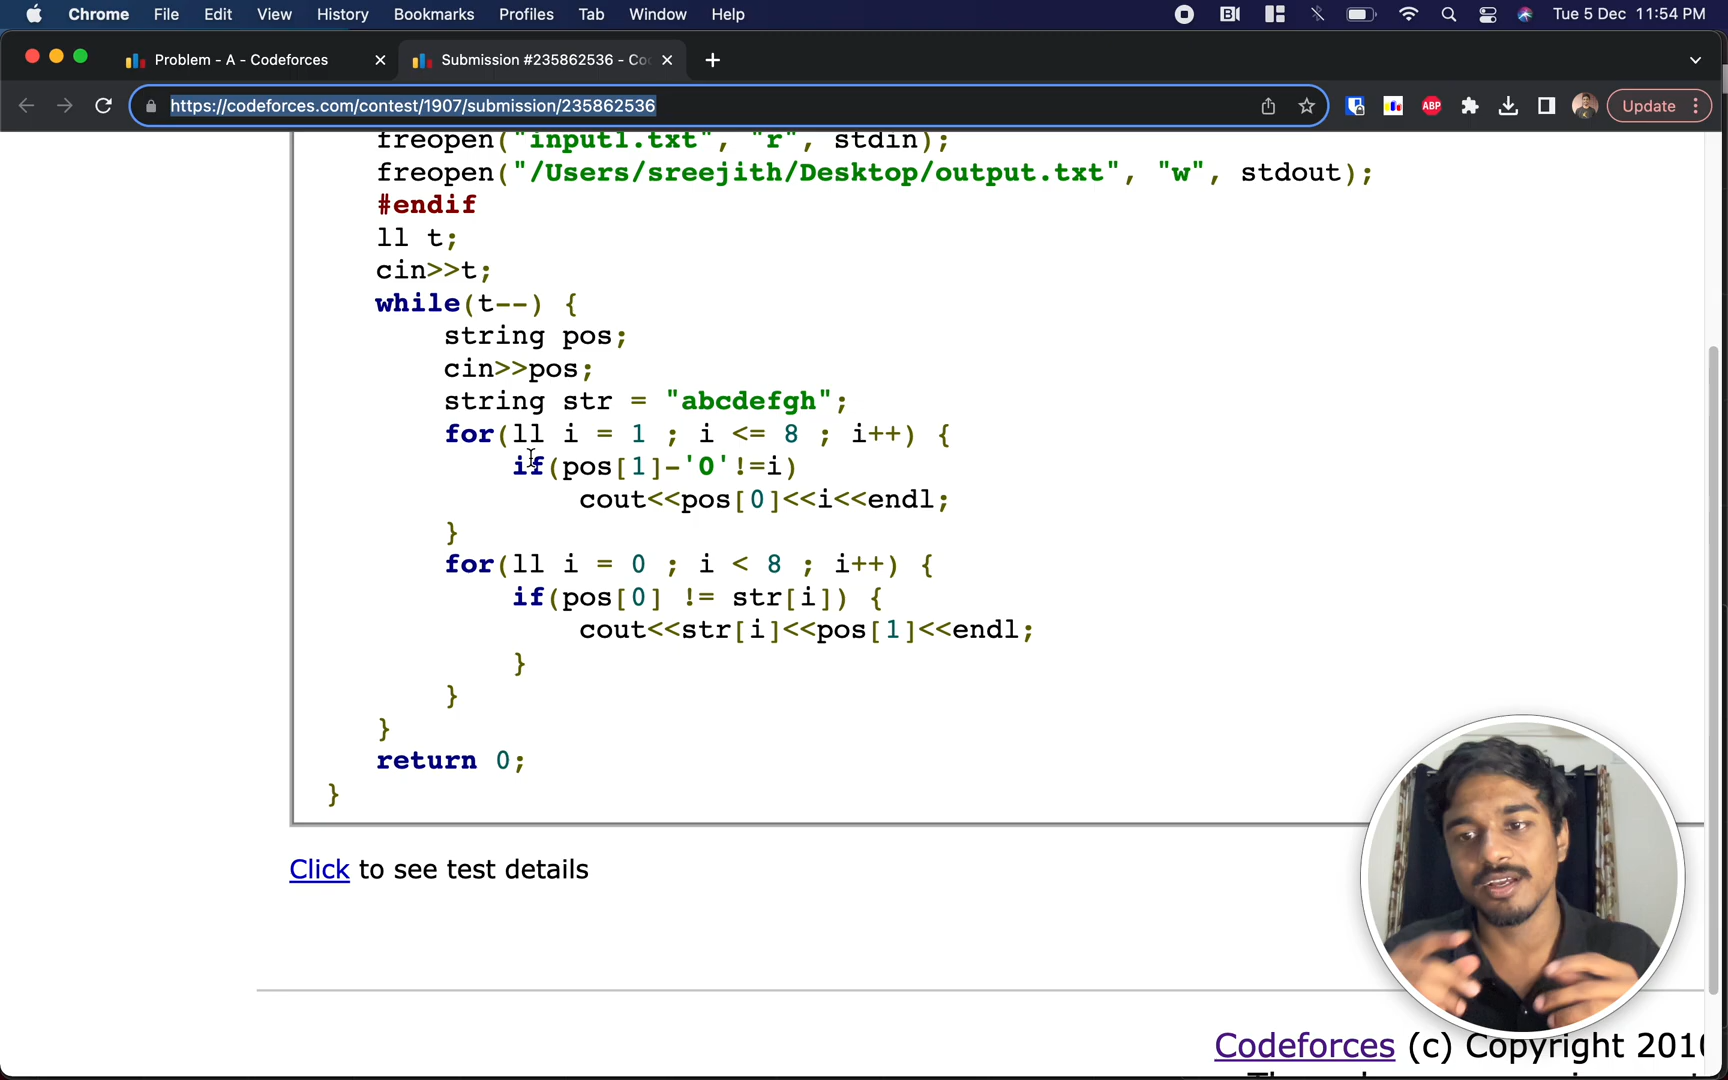 Chrome File Edit View History Bookmarks Profiles Tab Window Help Tue 5 Dec 11:54 PM
Problem - A - Codeforces Submission #235862536 - Co
https://codeforces.com/contest/1907/submission/235862536 ABP Update
freopen("input1.txt", "r", stdin);
freopen("/Users/sreejith/Desktop/output.txt", "w", stdout);
#endif
ll t;
cin>>t;
while(t--) {
string pos;
cin>>pos;
string str = "abcdefgh";
for(ll i = 1 ; i <= 8 ; i++) {
if(pos[1]-'0'!=i)
cout<<pos[0]<<i<<endl;
}
for(ll i = 0 ; i < 8 ; i++) {
if(pos[0] != str[i]) {
cout<<str[i]<<pos[1]<<endl;
}
}
}
return 0;
}
Click to see test details
Codeforces (c) Copyright 2010